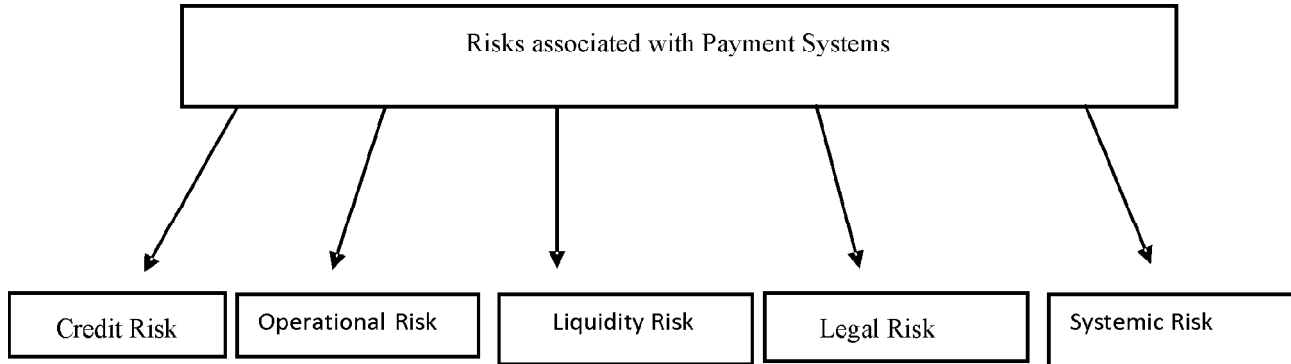 Risks associated with Payment Systems
Credit Risk
Operational Risk
Liquidity Risk
Legal Risk
Systemic Risk